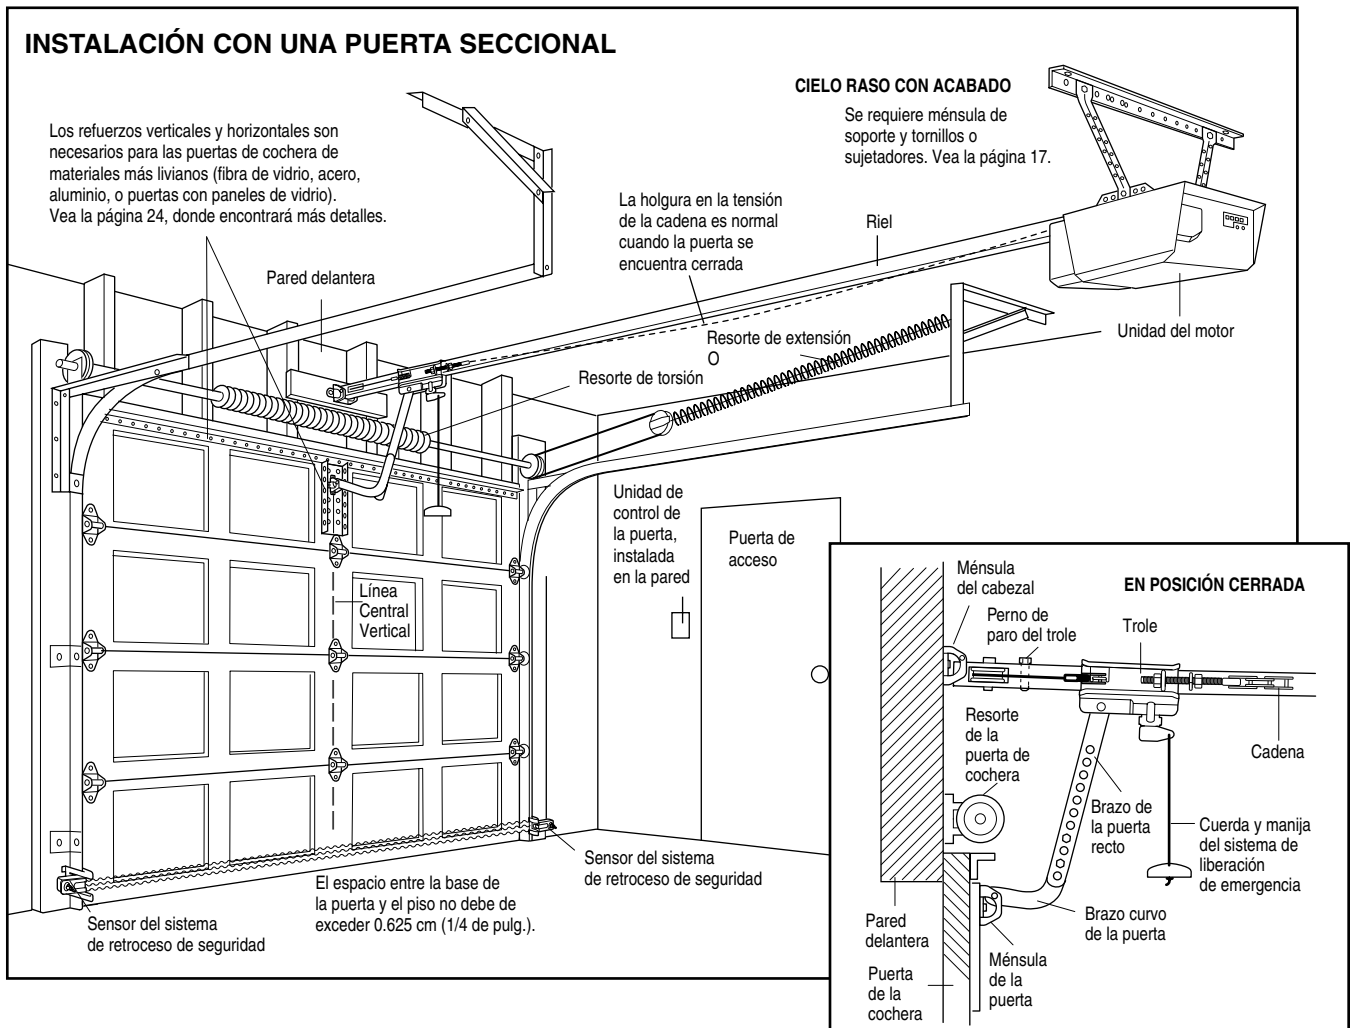 INSTALACIÓN CON UNA PUERTA SECCIONAL
CIELO RASO CON ACABADO
Se requiere ménsula de
soporte y tornillos o
sujetadores. Vea la página 17.
Los refuerzos verticales y horizontales son
necesarios para las puertas de cochera de
materiales más livianos (fibra de vidrio, acero,
aluminio, o puertas con paneles de vidrio).
Vea la página 24, donde encontrará más detalles.
La holgura en la tensión
de la cadena es normal
cuando la puerta se
encuentra cerrada
Riel
Pared delantera
Unidad del motor
Resorte de extensión
O
Resorte de torsión
Unidad de
control de
la puerta,
instalada
en la pared
Puerta de
acceso
Línea
Central
Vertical
Sensor del sistema
de retroceso de seguridad
El espacio entre la base de
la puerta y el piso no debe de
exceder 0.625 cm (1/4 de pulg.).
Sensor del sistema
de retroceso de seguridad
EN POSICIÓN CERRADA
Ménsula
del cabezal
Perno de
paro del trole
Trole
Resorte
de la
puerta de
cochera
Cadena
Brazo de
la puerta
recto
Cuerda y manija
del sistema de
liberación
de emergencia
Pared
delantera
Brazo curvo
de la puerta
Ménsula
de la
puerta
Puerta
de la
cochera